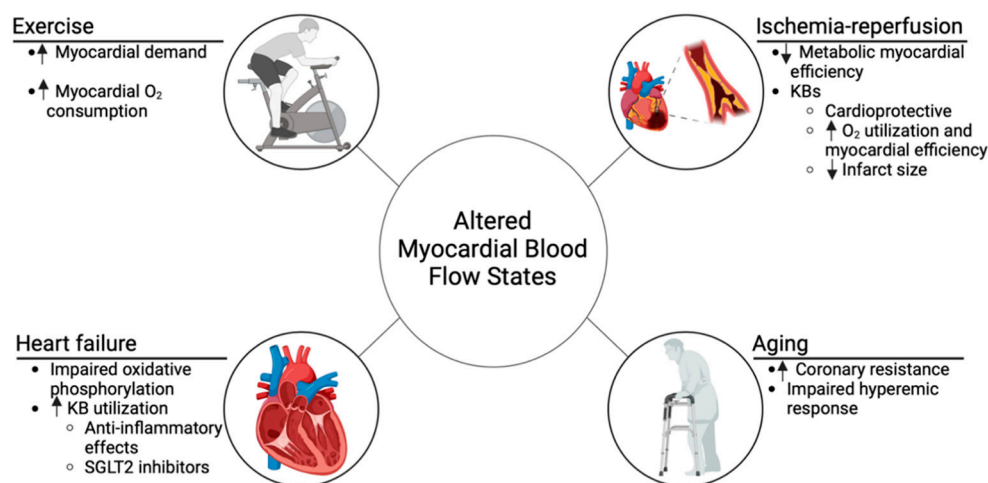 Exercise
•↑ Myocardial demand
•↑ Myocardial O₂
consumption
Ischemia-reperfusion
•↓ Metabolic myocardial
efficiency
• KBs
○ Cardioprotective
○ ↑ O₂ utilization and
myocardial efficiency
○ ↓ Infarct size
Altered
Myocardial Blood
Flow States
Heart failure
• Impaired oxidative
phosphorylation
• ↑ KB utilization
○ Anti-inflammatory
effects
○ SGLT2 inhibitors
Aging
•↑ Coronary resistance
• Impaired hyperemic
response